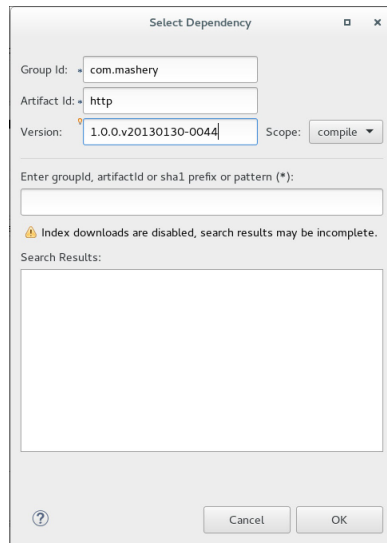 Select Dependency
Group Id: * com.mashery
Artifact Id: * http
Version: 1.0.0.v20130130-0044 Scope: compile
Enter groupId, artifactId or sha1 prefix or pattern (*):
Index downloads are disabled, search results may be incomplete.
Search Results:
? Cancel OK